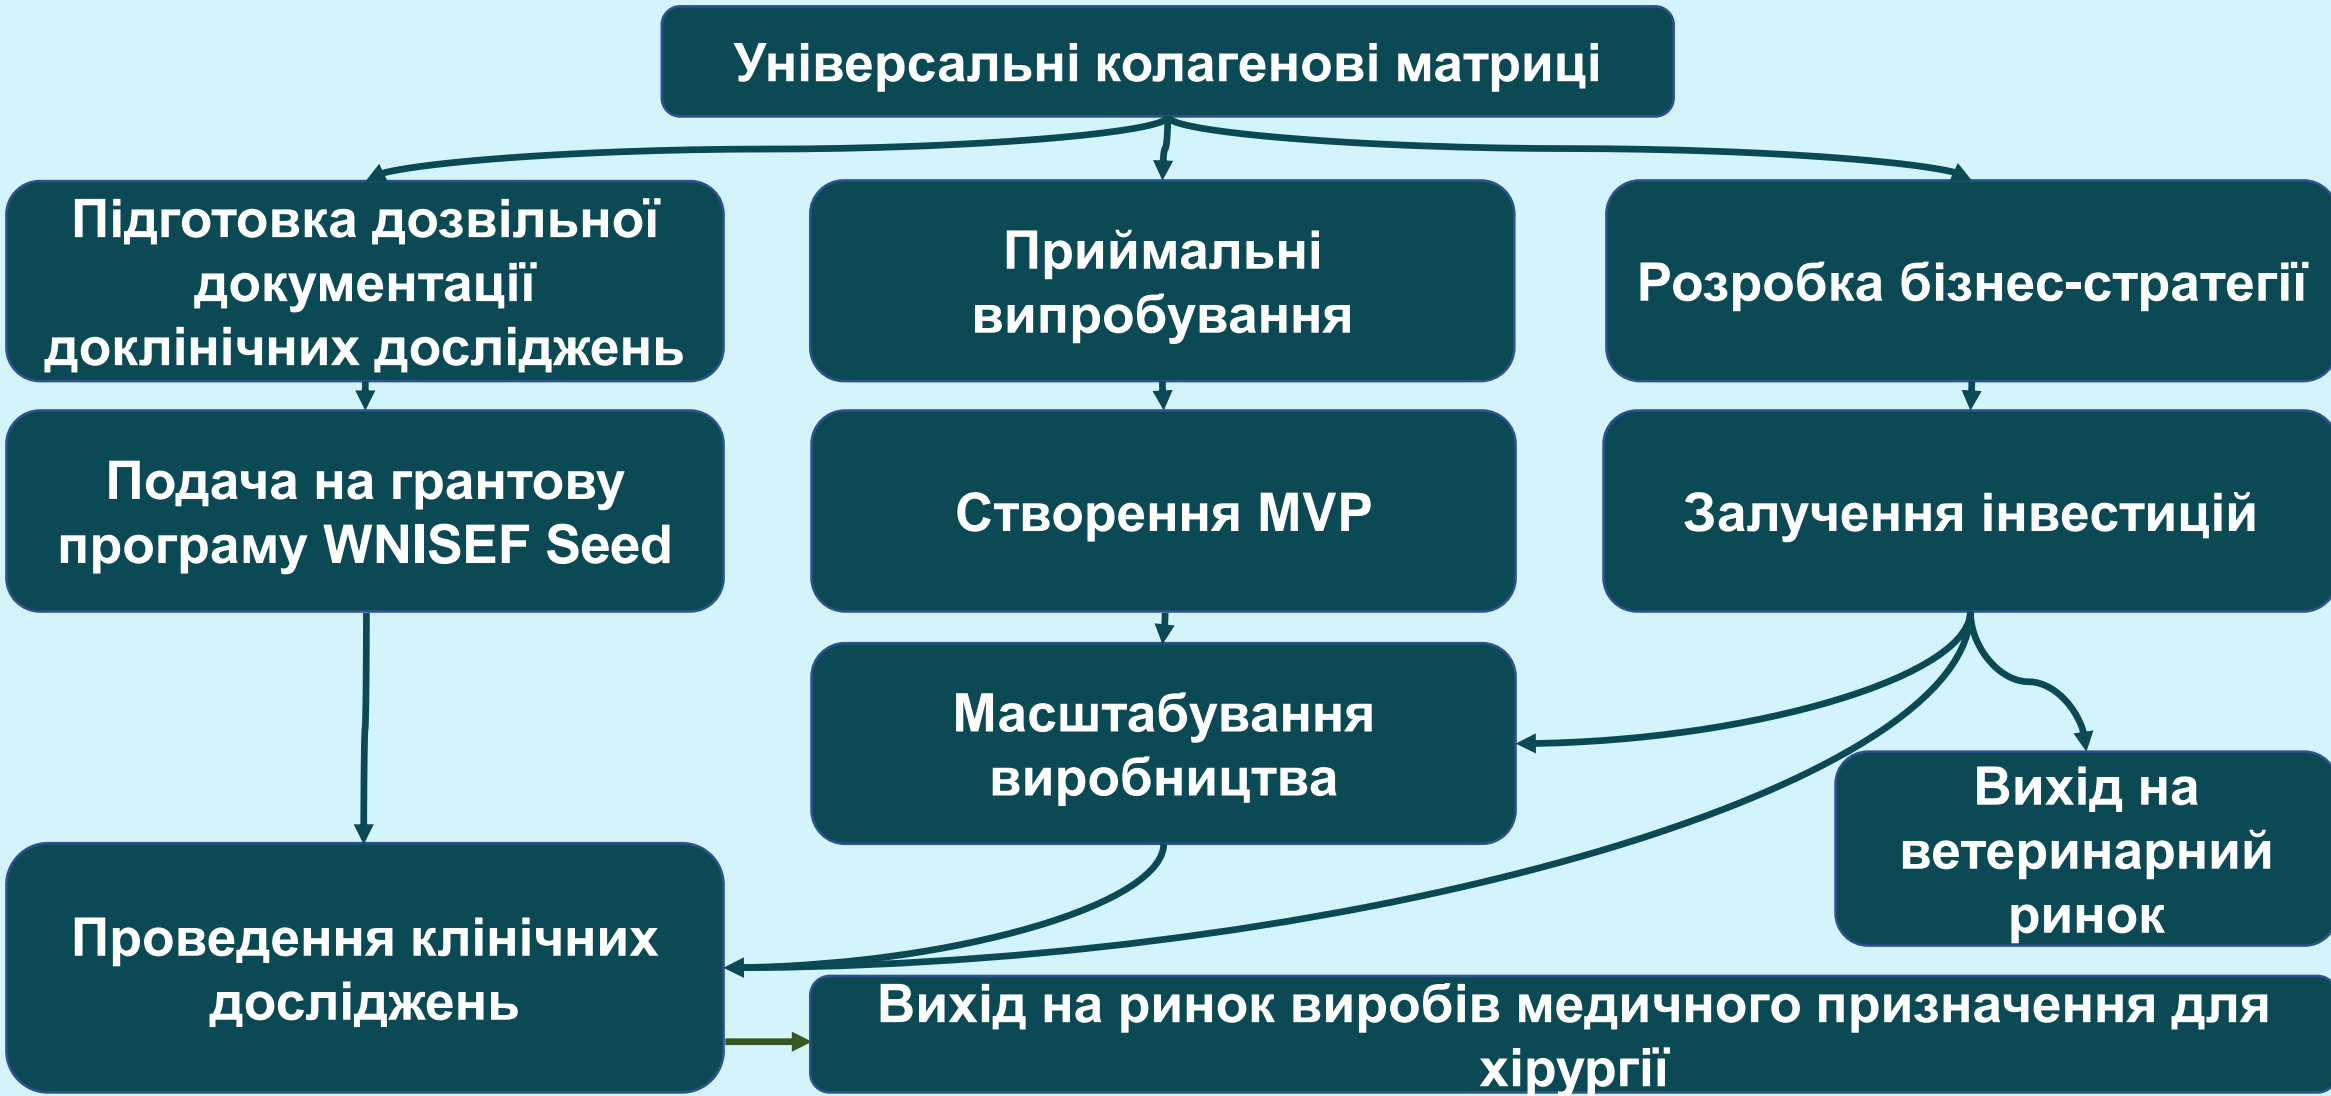 Універсальні колагенові матриці
Підготовка дозвільної
документації
доклінічних досліджень
Приймальні
випробування
Розробка бізнес-стратегії
Подача на грантову
програму WNISEF Seed
Створення MVP
Залучення інвестицій
Масштабування
виробництва
Вихід на
ветеринарний
ринок
Проведення клінічних
досліджень
Вихід на ринок виробів медичного призначення для
хірургії